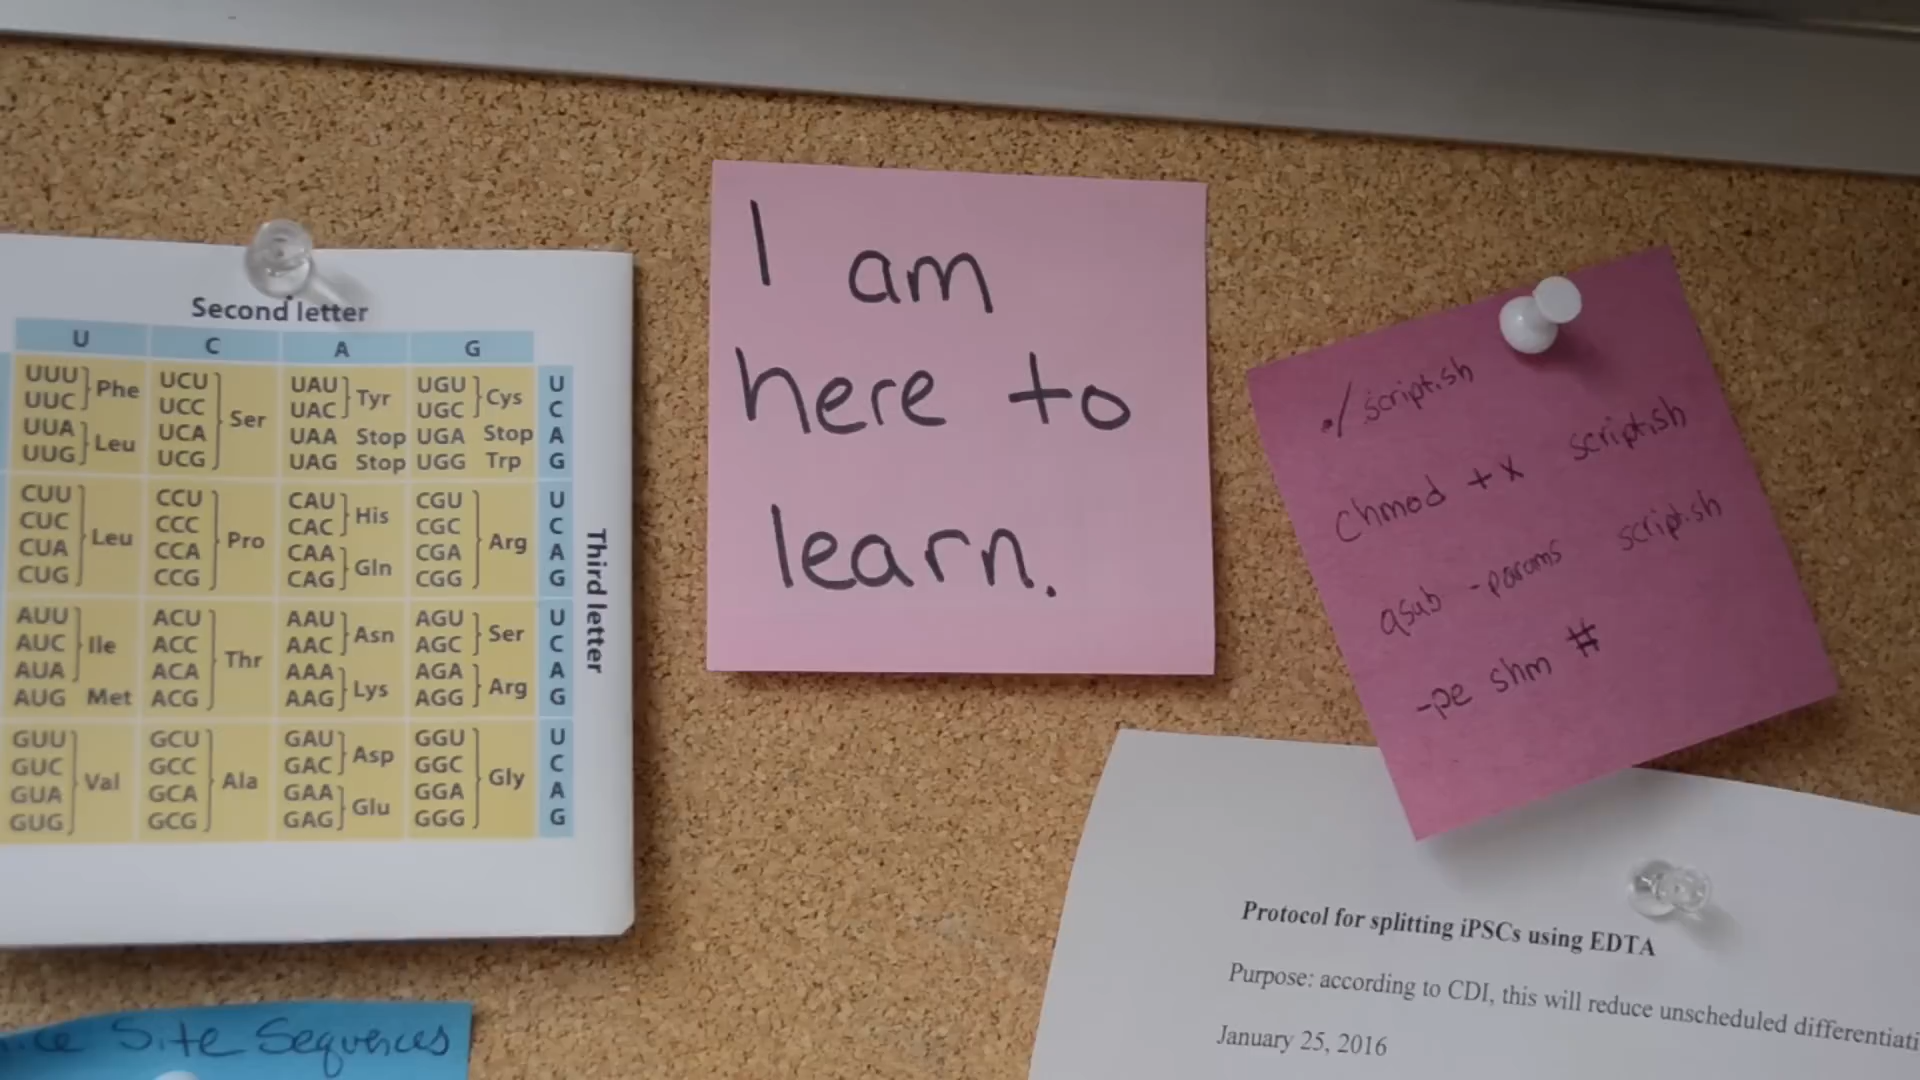 Second letter
U C A G
UUU Phe UCU Ser UAU Tyr UGU Cys U
UUC UCC UAC UGC C
UUA Leu UCA UAA Stop UGA Stop A
UUG UCG UAG Stop UGG Trp G
CUU Leu CCU Pro CAU His CGU Arg U
CUC CCC CAC CGC C
CUA CCA CAA Gln CGA A
CUG CCG CAG CGG G
AUU Ile ACU Thr AAU Asn AGU Ser U
AUC ACC AAC AGC C
AUA ACA AAA Lys AGA Arg A
AUG Met ACG AAG AGG G
GUU Val GCU Ala GAU Asp GGU Gly U
GUC GCC GAC GGC C
GUA GCA GAA Glu GGA A
GUG GCG GAG GGG G
Third letter
Site Sequences
I am
here to
learn.
./script.sh
chmod +x script.sh
qsub -params script.sh
-pe shm #
Protocol for splitting iPSCs using EDTA
Purpose: according to CDI, this will reduce unscheduled differentiati
January 25, 2016